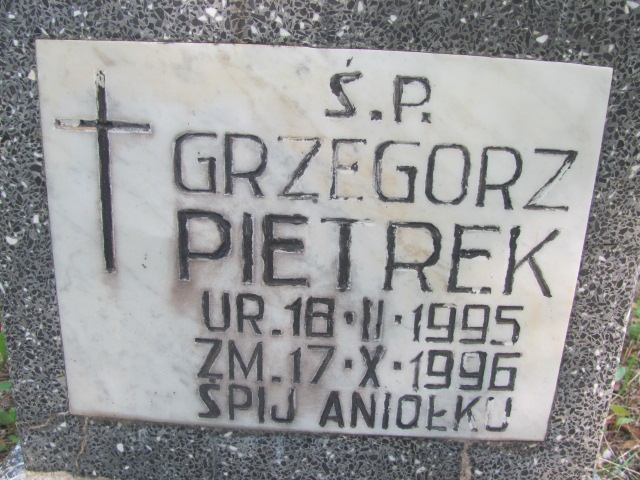 Ś.P.
GRZEGORZ
PIETREK
UR. 18·II·1995
ZM. 17·X·1996
ŚPIJ ANIOŁKU